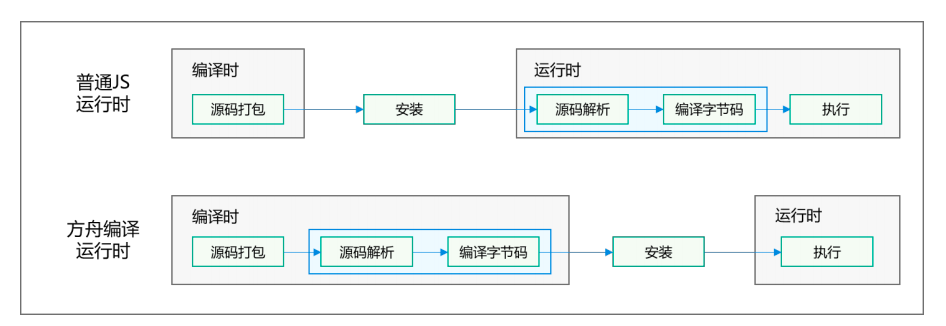 普通JS
运行时
编译时
源码打包
安装
运行时
源码解析
编译字节码
执行
方舟编译
运行时
编译时
源码打包
源码解析
编译字节码
安装
运行时
执行